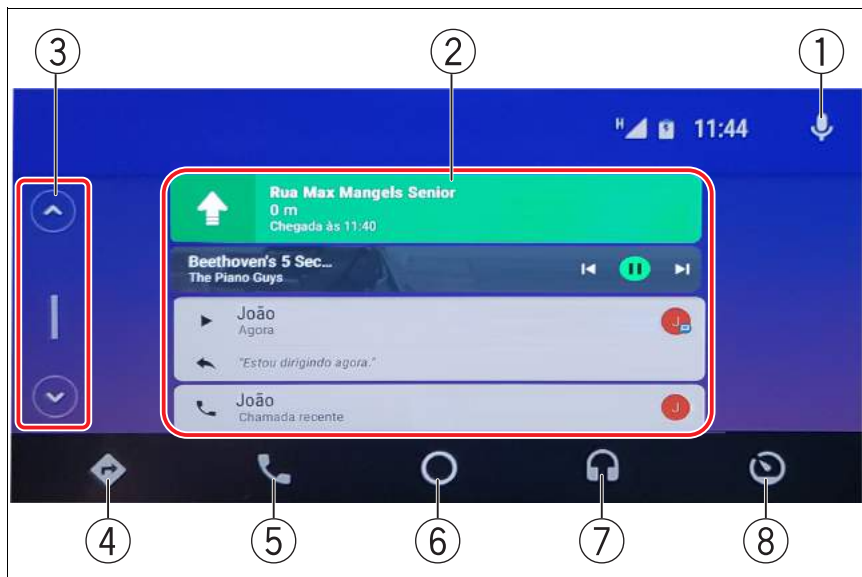 3
2
1
H
11:44
Rua Max Mangels Senior
0 m
Chegada às 11:40
Beethoven's 5 Sec...
The Piano Guys
João
Agora
J
"Estou dirigindo agora."
João
Chamada recente
J
4
5
6
7
8